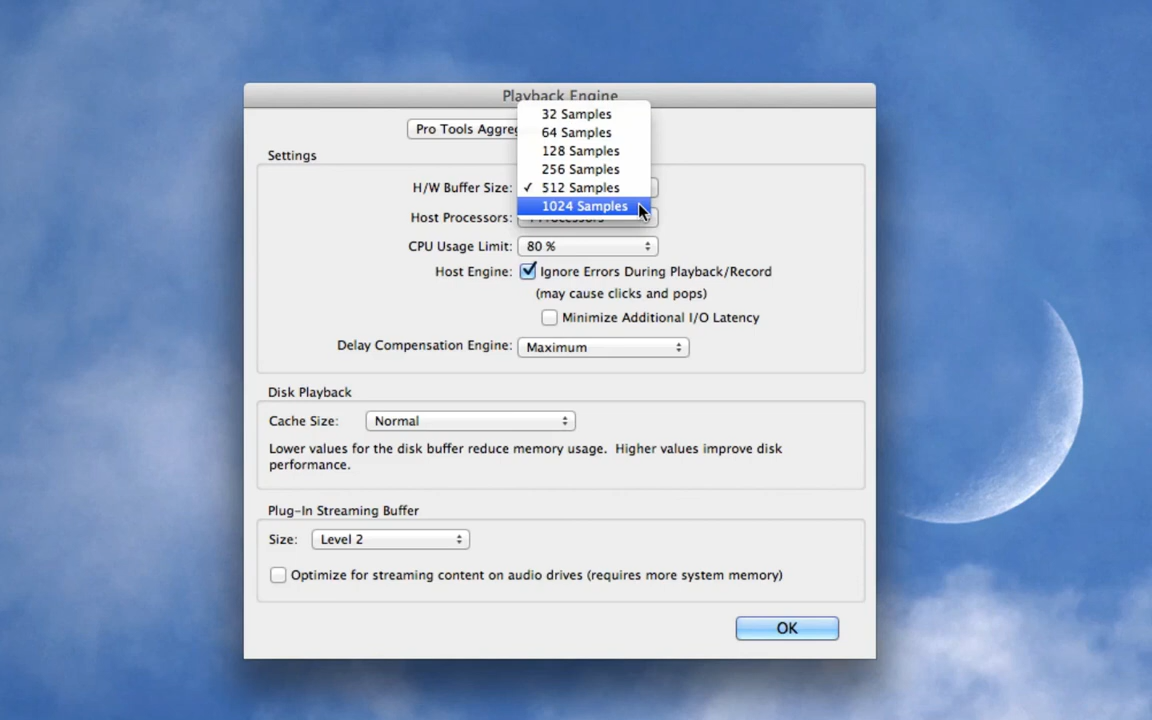 Playback Engine
Pro Tools Aggreg
Settings
32 Samples
64 Samples
128 Samples
256 Samples
H/W Buffer Size: ✓ 512 Samples
1024 Samples
Host Processors:
CPU Usage Limit: 80 %
Host Engine: Ignore Errors During Playback/Record
(may cause clicks and pops)
Minimize Additional I/O Latency
Delay Compensation Engine: Maximum
Disk Playback
Cache Size: Normal
Lower values for the disk buffer reduce memory usage. Higher values improve disk
performance.
Plug-In Streaming Buffer
Size: Level 2
Optimize for streaming content on audio drives (requires more system memory)
OK